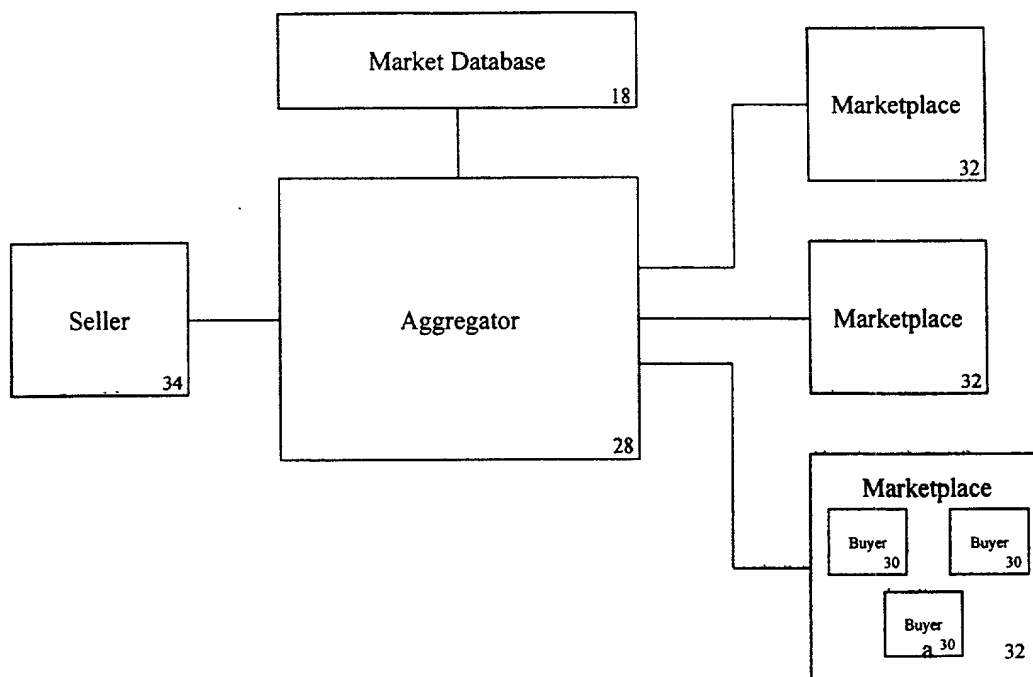 Market Database
18
Marketplace
32
Seller
34
Aggregator
28
Marketplace
32
Marketplace
Buyer
30
Buyer
30
Buyer
a 30
32